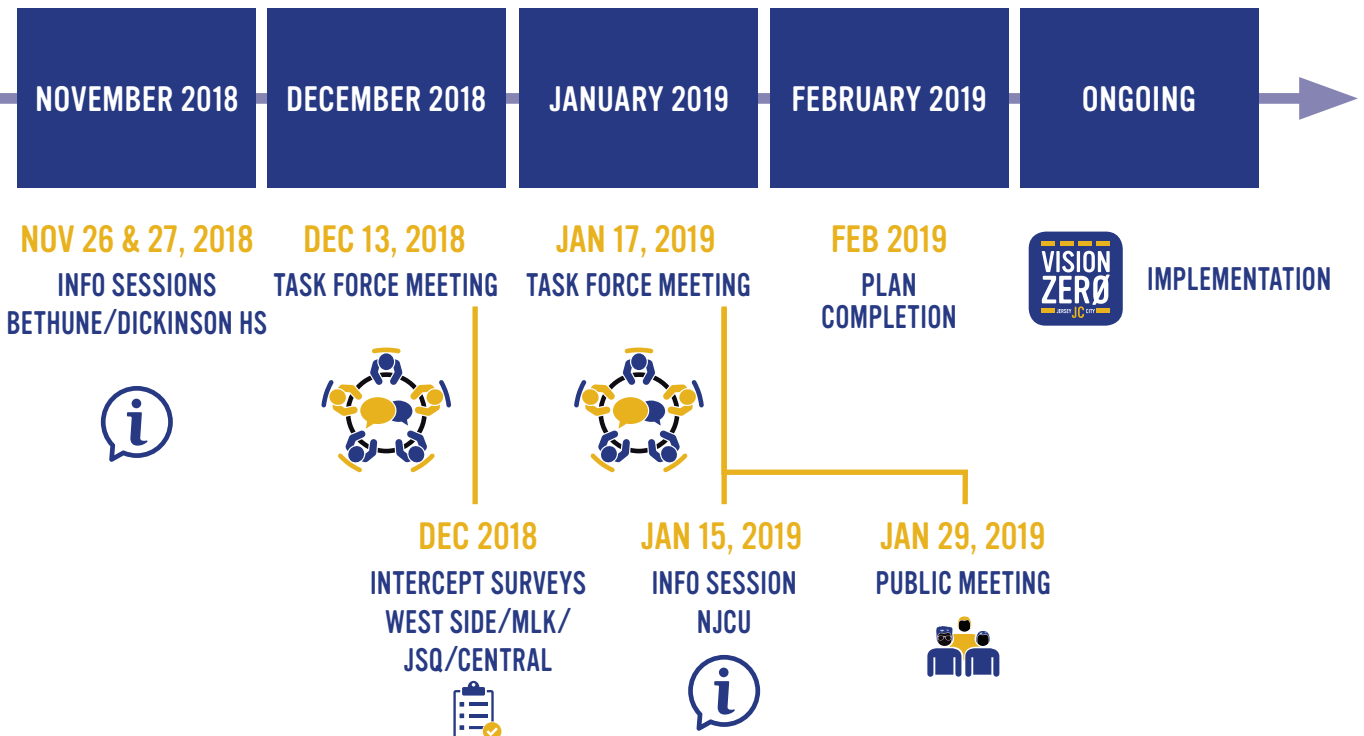 NOVEMBER 2018
DECEMBER 2018
JANUARY 2019
FEBRUARY 2019
ONGOING
NOV 26 & 27, 2018
INFO SESSIONS
BETHUNE/DICKINSON HS
i
DEC 13, 2018
TASK FORCE MEETING
DEC 2018
INTERCEPT SURVEYS
WEST SIDE/MLK/
JSQ/CENTRAL
JAN 17, 2019
TASK FORCE MEETING
JAN 15, 2019
INFO SESSION
NJCU
i
JAN 29, 2019
PUBLIC MEETING
FEB 2019
PLAN
COMPLETION
VISION
ZERØ
JERSEY JC CITY
IMPLEMENTATION